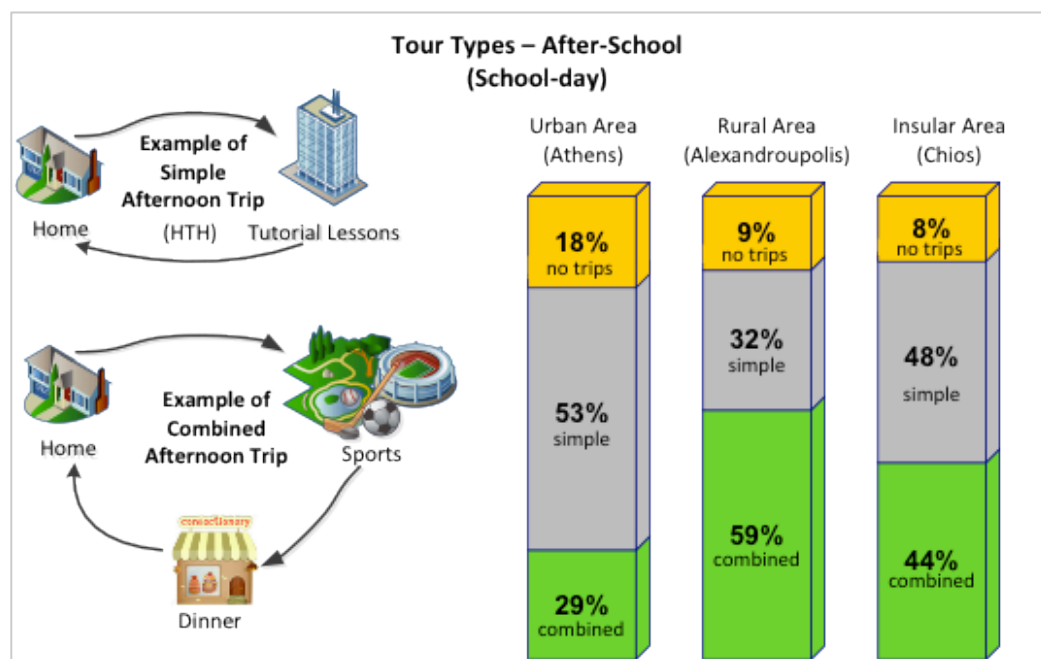 Tour Types – After-School
(School-day)
Example of
Simple
Afternoon Trip
(HTH)
Home
Tutorial Lessons
Example of
Combined
Afternoon Trip
Home
Sports
conectionary
Dinner
Urban Area
(Athens)
18%
no trips
53%
simple
29%
combined
Rural Area
(Alexandroupolis)
9%
no trips
32%
simple
59%
combined
Insular Area
(Chios)
8%
no trips
48%
simple
44%
combined